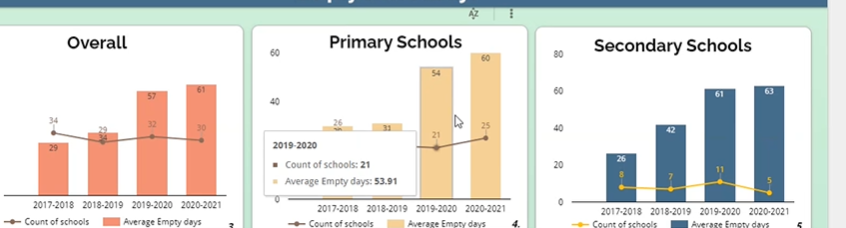 Overall
34
29
29
34
57
32
61
30
2017-2018 2018-2019 2019-2020 2020-2021
Count of schools Average Empty days
3
AZ
Primary Schools
60
40
0
26
31
54
21
60
25
2019-2020
Count of schools: 21
Average Empty days: 53.91
2017-2018 2018-2019 2019-2020 2020-2021
Count of schools Average Empty days
4
Secondary Schools
80
60
40
20
0
26
8
42
7
61
11
63
5
2017-2018 2018-2019 2019-2020 2020-2021
Count of schools Average Empty days
5